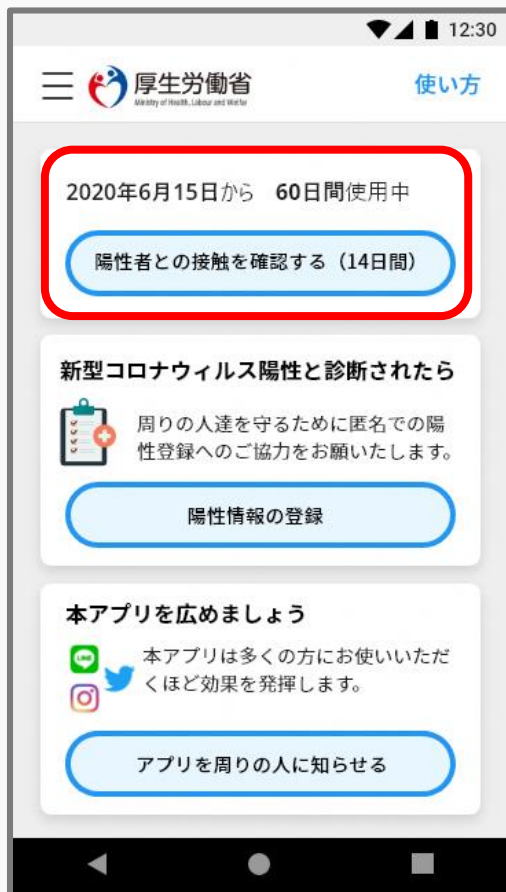 12:30
厚生労働省
Ministry of Health, Labour and Welfar
使い方
2020年6月15日から 60日間使用中
陽性者との接触を確認する（14日間）
新型コロナウィルス陽性と診断されたら
周りの人達を守るために匿名での陽
性登録へのご協力をお願いたします。
陽性情報の登録
本アプリを広めましょう
LINE
本アプリは多くの方にお使いいただ
くほど効果を発揮します。
アプリを周りの人に知らせる